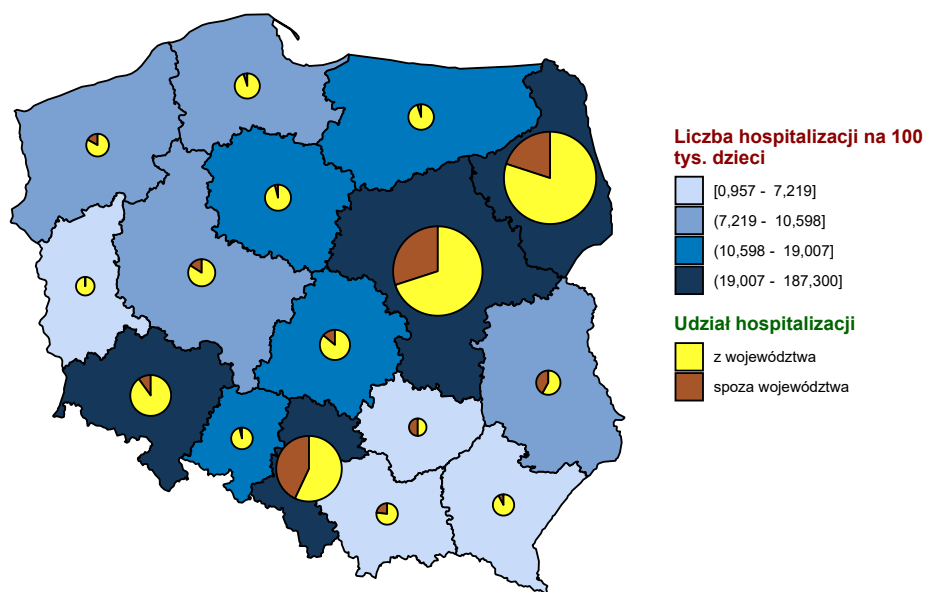 Liczba hospitalizacji na 100
tys. dzieci
[0,957 - 7,219]
(7,219 - 10,598]
(10,598 - 19,007]
(19,007 - 187,300]
Udział hospitalizacji
z województwa
spoza województwa